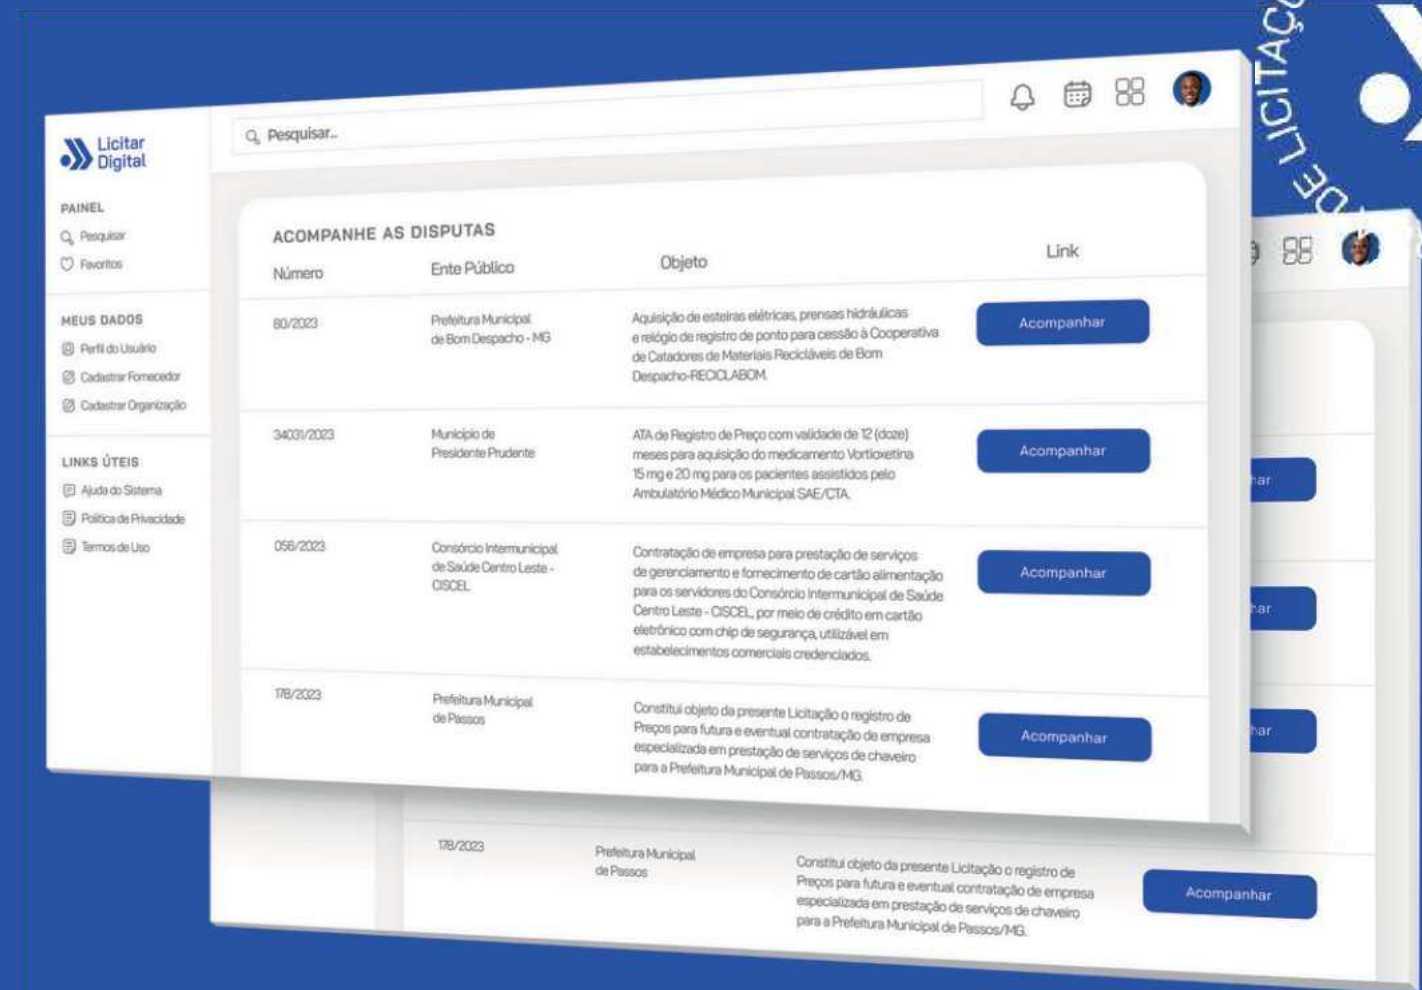 DE LICITAÇÕ
Licitar
Digital
Pesquisar..
PAINEL
Pesquisar
Favoritos
MEUS DADOS
Perfil do Usuário
Cadastrar Fornecedor
Cadastrar Organização
LINKS ÚTEIS
Ajuda do Sistema
Política de Privacidade
Termos de Uso
ACOMPANHE AS DISPUTAS
Número Ente Público Objeto Link
80/2023
Prefeitura Municipal
de Bom Despacho - MG
Aquisição de esteiras elétricas, prensas hidráulicas
e relógio de registro de ponto para cessão à Cooperativa
de Catadores de Materiais Recicláveis de Bom
Despacho-RECICLABOM.
Acompanhar
34031/2023
Município de
Presidente Prudente
ATA de Registro de Preço com validade de 12 (doze)
meses para aquisição do medicamento Vortioxetina
15 mg e 20 mg para os pacientes assistidos pelo
Ambulatório Médico Municipal SAE/CTA.
Acompanhar
056/2023
Consórcio Intermunicipal
de Saúde Centro Leste -
CISCEL
Contratação de empresa para prestação de serviços
de gerenciamento e fornecimento de cartão alimentação
para os servidores do Consórcio Intermunicipal de Saúde
Centro Leste - CISCEL, por meio de crédito em cartão
eletrônico com chip de segurança, utilizável em
estabelecimentos comerciais credenciados.
Acompanhar
178/2023
Prefeitura Municipal
de Passos
Constitui objeto da presente Licitação o registro de
Preços para futura e eventual contratação de empresa
especializada em prestação de serviços de chaveiro
para a Prefeitura Municipal de Passos/MG.
Acompanhar
har
har
har
178/2023
Prefeitura Municipal
de Passos
Constitui objeto da presente Licitação o registro de
Preços para futura e eventual contratação de empresa
especializada em prestação de serviços de chaveiro
para a Prefeitura Municipal de Passos/MG.
Acompanhar